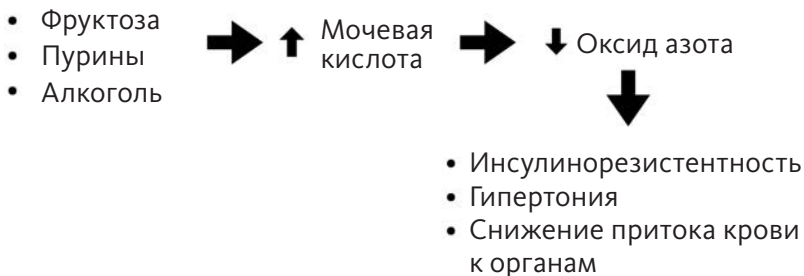 • Фруктоза
• Пурины
• Алкоголь
Мочевая
кислота
Оксид азота
• Инсулинорезистентность
• Гипертония
• Снижение притока крови
к органам